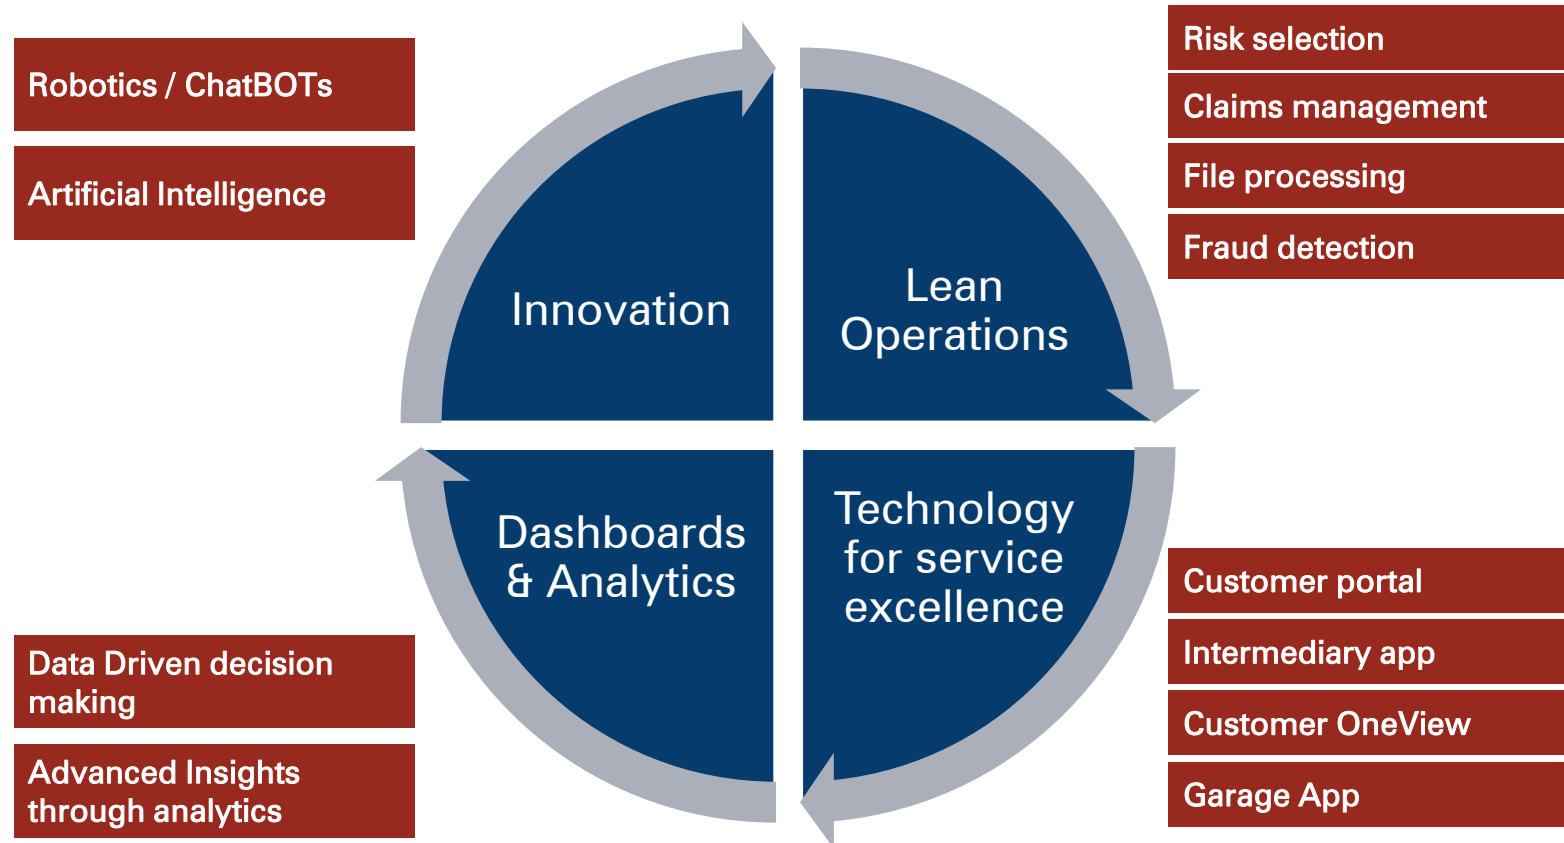 Robotics / ChatBOTs
Artificial Intelligence
Innovation
Lean
Operations
Risk selection
Claims management
File processing
Fraud detection
Dashboards
& Analytics
Technology
for service
excellence
Data Driven decision
making
Advanced Insights
through analytics
Customer portal
Intermediary app
Customer OneView
Garage App